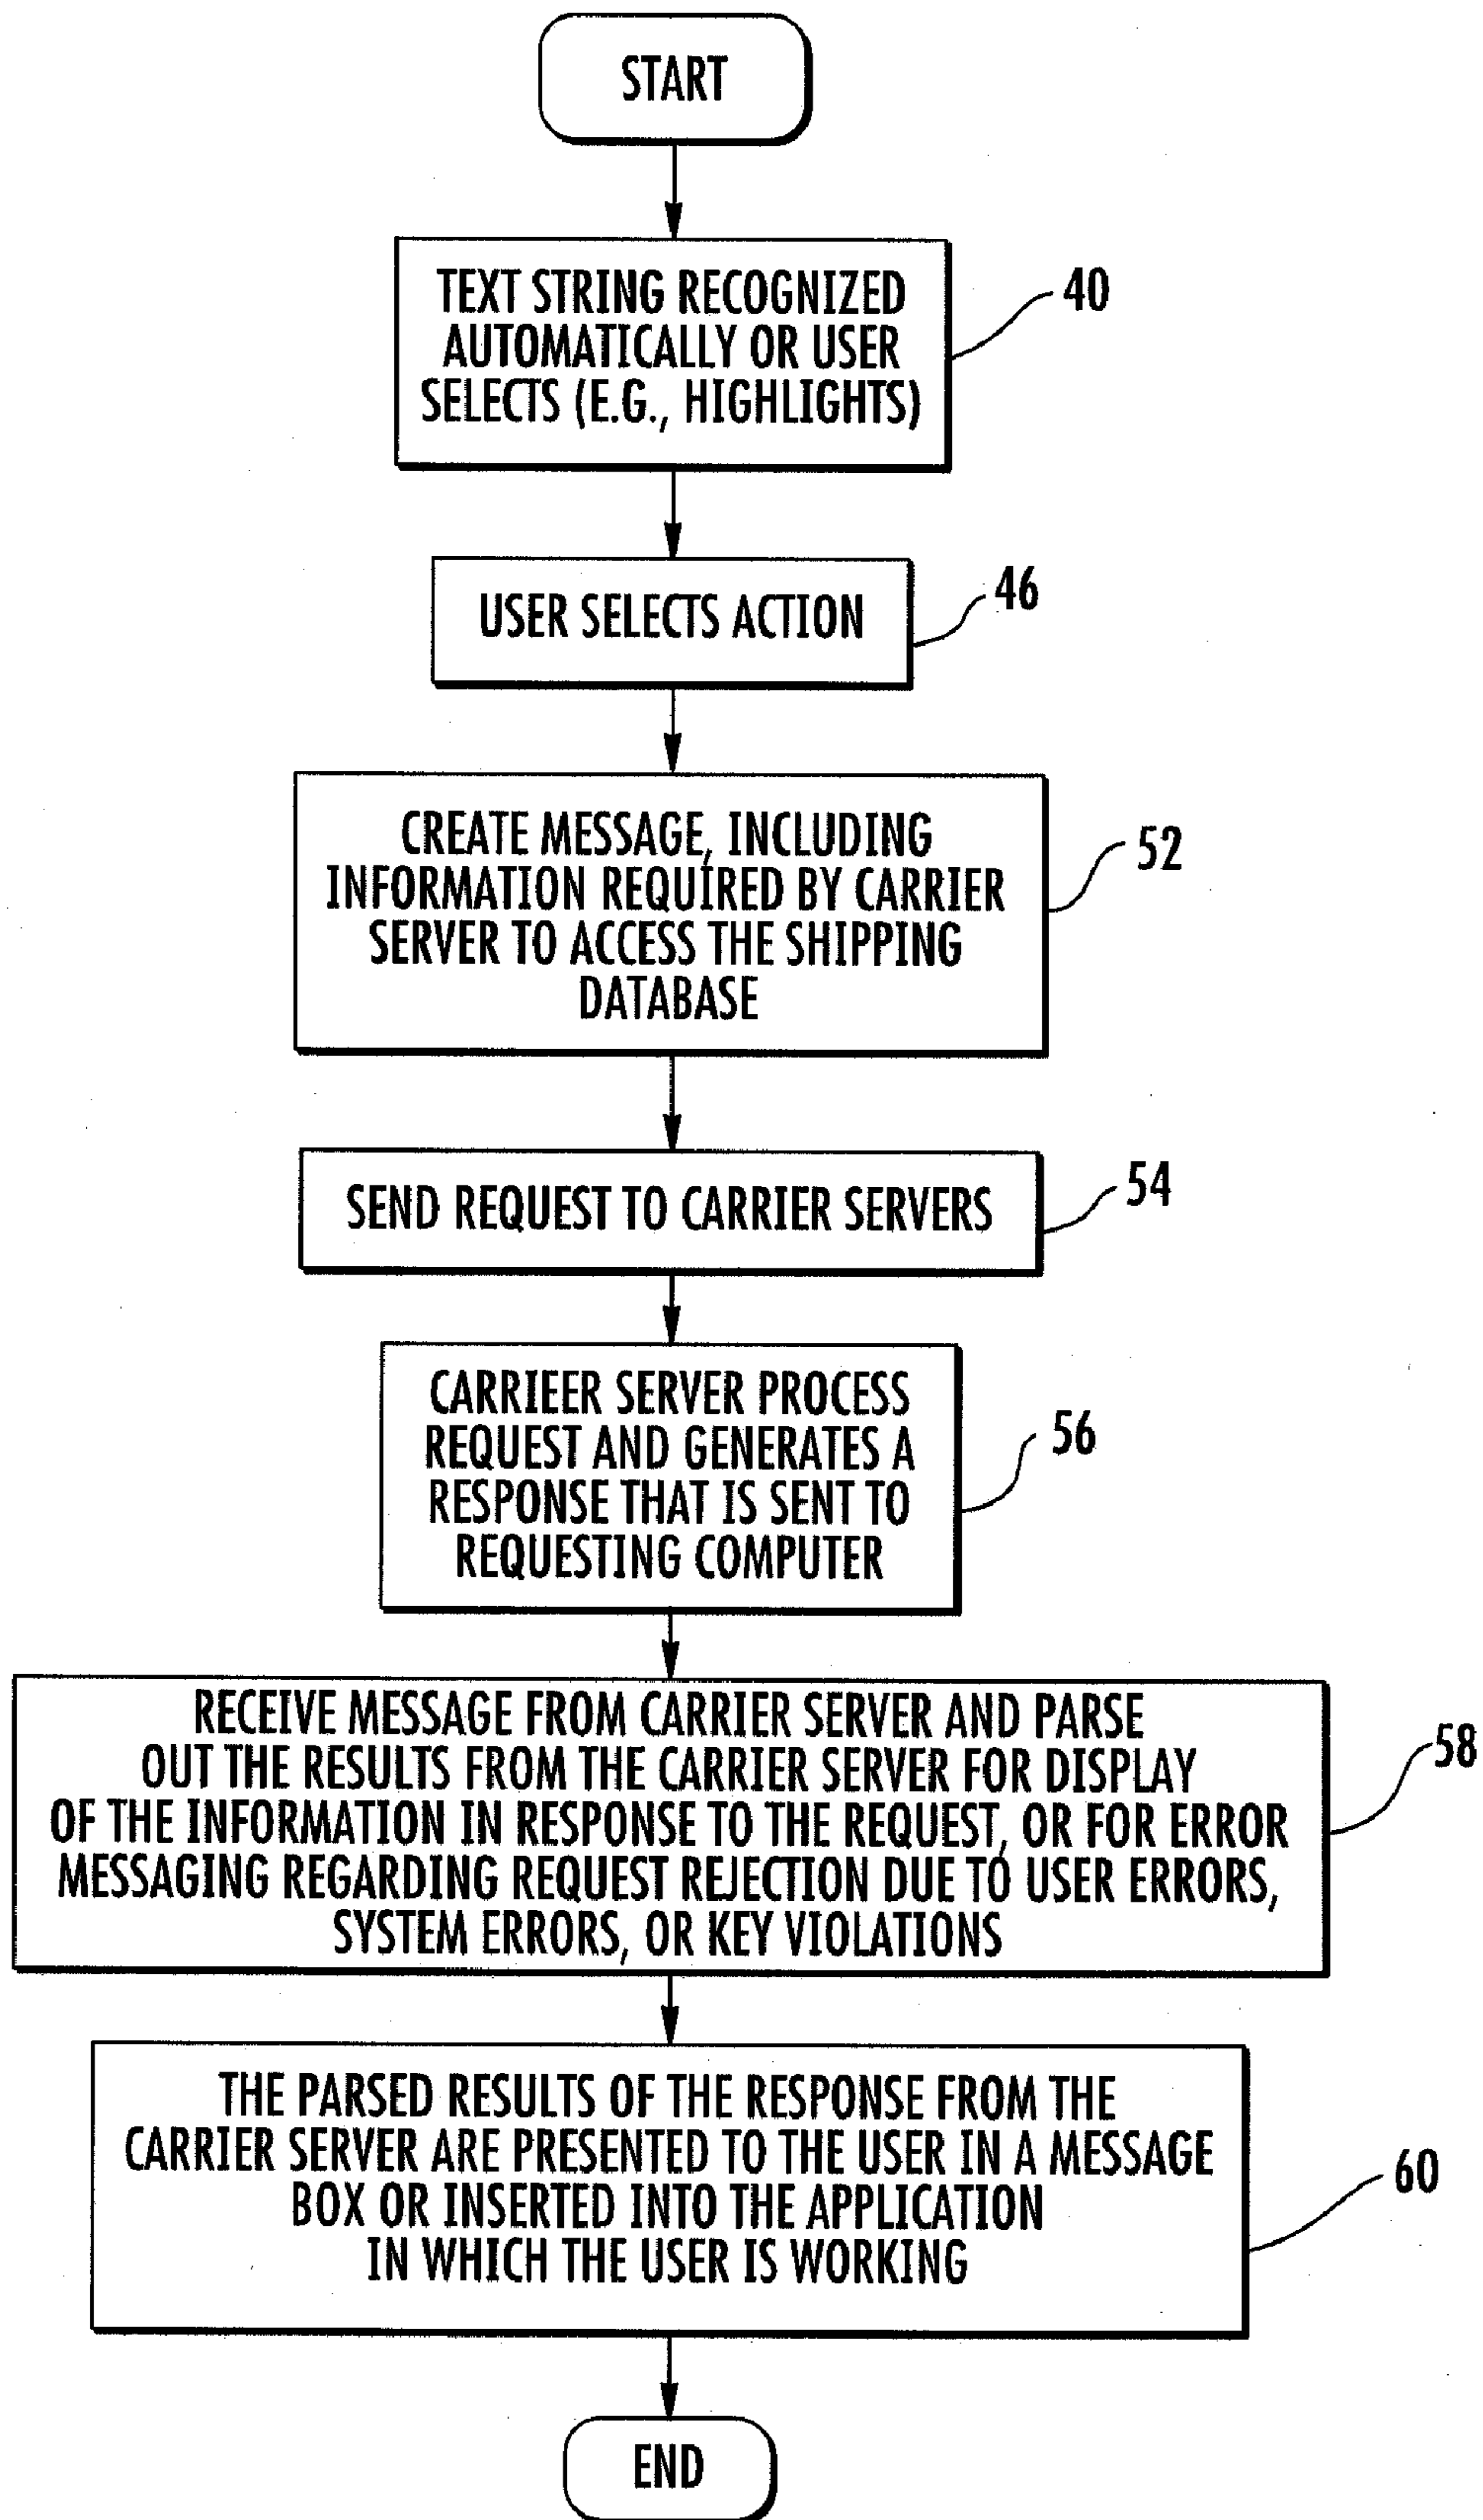 START
TEXT STRING RECOGNIZED
AUTOMATICALLY OR USER
SELECTS (E.G., HIGHLIGHTS)
40
USER SELECTS ACTION
46
CREATE MESSAGE, INCLUDING
INFORMATION REQUIRED BY CARRIER
SERVER TO ACCESS THE SHIPPING
DATABASE
52
SEND REQUEST TO CARRIER SERVERS
54
CARRIEER SERVER PROCESS
REQUEST AND GENERATES A
RESPONSE THAT IS SENT TO
REQUESTING COMPUTER
56
RECEIVE MESSAGE FROM CARRIER SERVER AND PARSE
OUT THE RESULTS FROM THE CARRIER SERVER FOR DISPLAY
OF THE INFORMATION IN RESPONSE TO THE REQUEST, OR FOR ERROR
MESSAGING REGARDING REQUEST REJECTION DUE TO USER ERRORS,
SYSTEM ERRORS, OR KEY VIOLATIONS
58
THE PARSED RESULTS OF THE RESPONSE FROM THE
CARRIER SERVER ARE PRESENTED TO THE USER IN A MESSAGE
BOX OR INSERTED INTO THE APPLICATION
IN WHICH THE USER IS WORKING
60
END